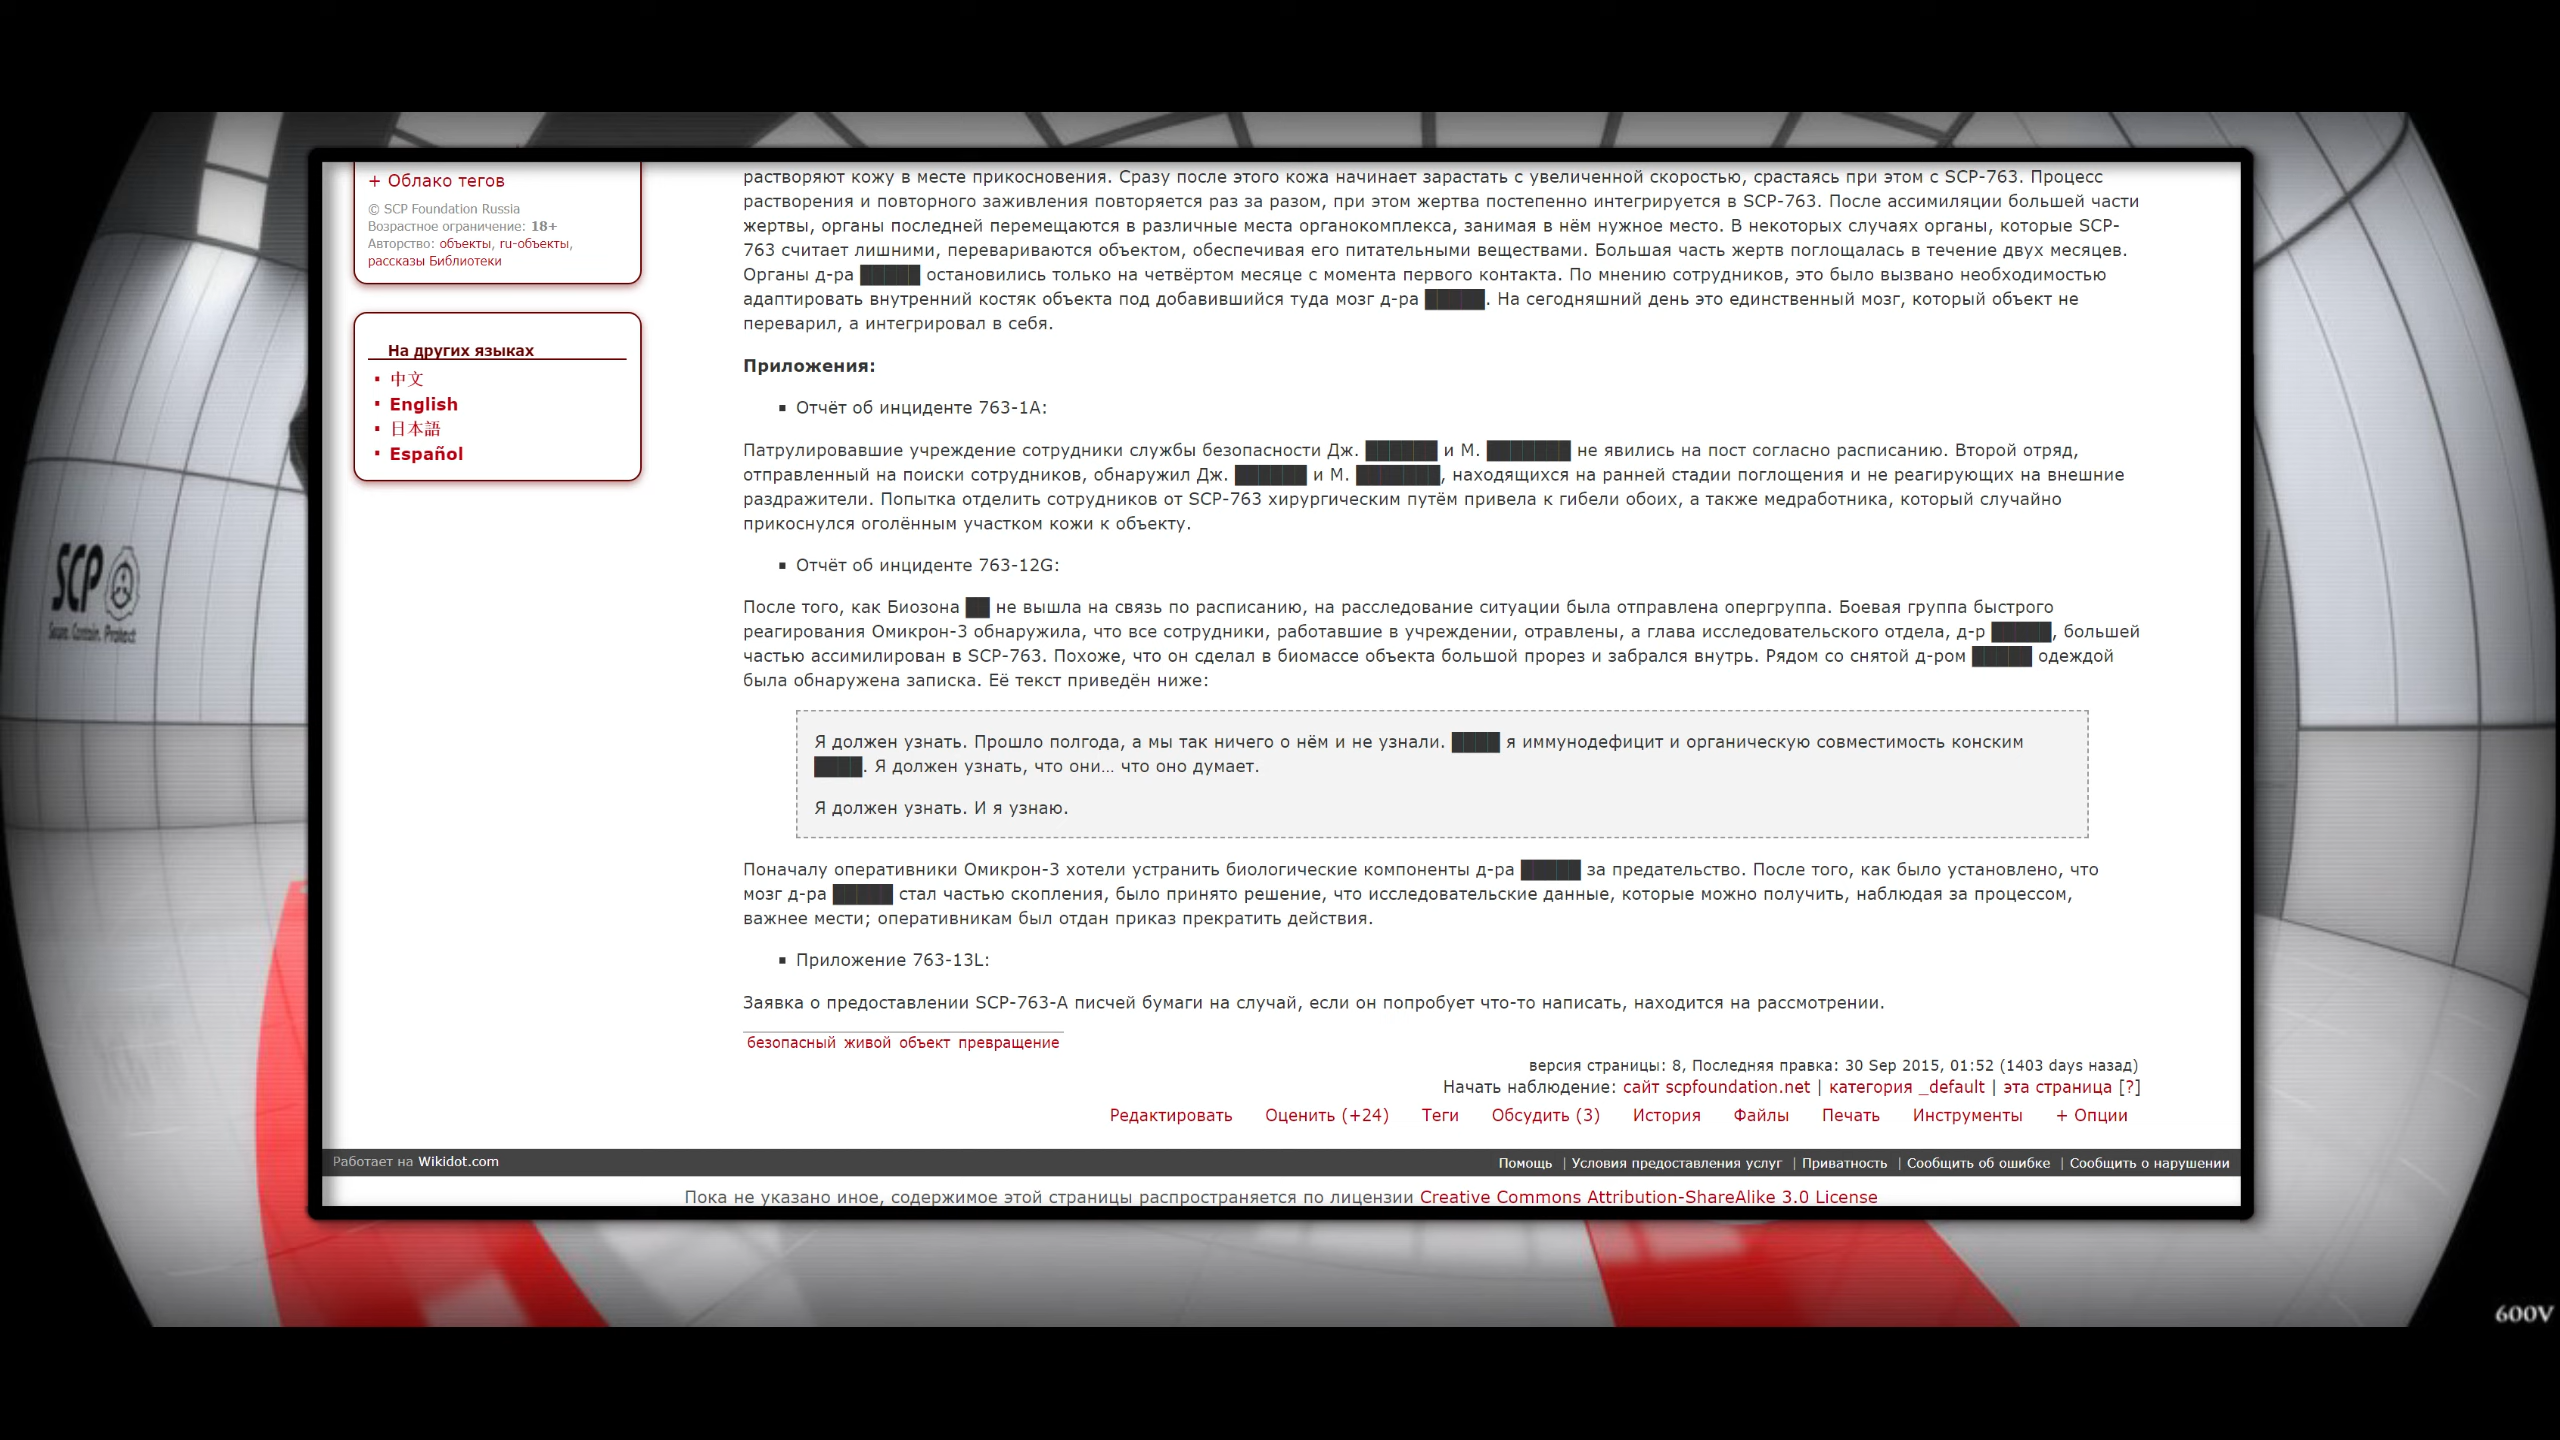 + Облако тегов
© SCP Foundation Russia
Возрастное ограничение: 18+
Авторство: объекты, ru-объекты,
рассказы Библиотеки
На других языках
中文
English
日本語
Español
SCP
Secure. Contain. Protect
растворяют кожу в месте прикосновения. Сразу после этого кожа начинает зарастать с увеличенной скоростью, срастаясь при этом с SCP-763. Процесс
растворения и повторного заживления повторяется раз за разом, при этом жертва постепенно интегрируется в SCP-763. После ассимиляции большей части
жертвы, органы последней перемещаются в различные места органокомплекса, занимая в нём нужное место. В некоторых случаях органы, которые SCP-
763 считает лишними, перевариваются объектом, обеспечивая его питательными веществами. Большая часть жертв поглощалась в течение двух месяцев.
Органы д-ра █████ остановились только на четвёртом месяце с момента первого контакта. По мнению сотрудников, это было вызвано необходимостью
адаптировать внутренний костяк объекта под добавившийся туда мозг д-ра █████. На сегодняшний день это единственный мозг, который объект не
переварил, а интегрировал в себя.
Приложения:
Отчёт об инциденте 763-1A:
Патрулировавшие учреждение сотрудники службы безопасности Дж. ██████ и М. ███████ не явились на пост согласно расписанию. Второй отряд,
отправленный на поиски сотрудников, обнаружил Дж. ██████ и М. ███████, находящихся на ранней стадии поглощения и не реагирующих на внешние
раздражители. Попытка отделить сотрудников от SCP-763 хирургическим путём привела к гибели обоих, а также медработника, который случайно
прикоснулся оголённым участком кожи к объекту.
Отчёт об инциденте 763-12G:
После того, как Биозона ██ не вышла на связь по расписанию, на расследование ситуации была отправлена опергруппа. Боевая группа быстрого
реагирования Омикрон-3 обнаружила, что все сотрудники, работавшие в учреждении, отравлены, а глава исследовательского отдела, д-р █████, большей
частью ассимилирован в SCP-763. Похоже, что он сделал в биомассе объекта большой прорез и забрался внутрь. Рядом со снятой д-ром █████ одеждой
была обнаружена записка. Её текст приведён ниже:
Я должен узнать. Прошло полгода, а мы так ничего о нём и не узнали. ████ я иммунодефицит и органическую совместимость конским
████. Я должен узнать, что они… что оно думает.
Я должен узнать. И я узнаю.
Поначалу оперативники Омикрон-3 хотели устранить биологические компоненты д-ра █████ за предательство. После того, как было установлено, что
мозг д-ра █████ стал частью скопления, было принято решение, что исследовательские данные, которые можно получить, наблюдая за процессом,
важнее мести; оперативникам был отдан приказ прекратить действия.
Приложение 763-13L:
Заявка о предоставлении SCP-763-A писчей бумаги на случай, если он попробует что-то написать, находится на рассмотрении.
безопасный живой объект превращение
версия страницы: 8, Последняя правка: 30 Sep 2015, 01:52 (1403 days назад)
Начать наблюдение: сайт scpfoundation.net | категория _default | эта страница [?]
Редактировать Оценить (+24) Теги Обсудить (3) История Файлы Печать Инструменты + Опции
Работает на Wikidot.com
Помощь | Условия предоставления услуг | Приватность | Сообщить об ошибке | Сообщить о нарушении
Пока не указано иное, содержимое этой страницы распространяется по лицензии Creative Commons Attribution-ShareAlike 3.0 License
600V